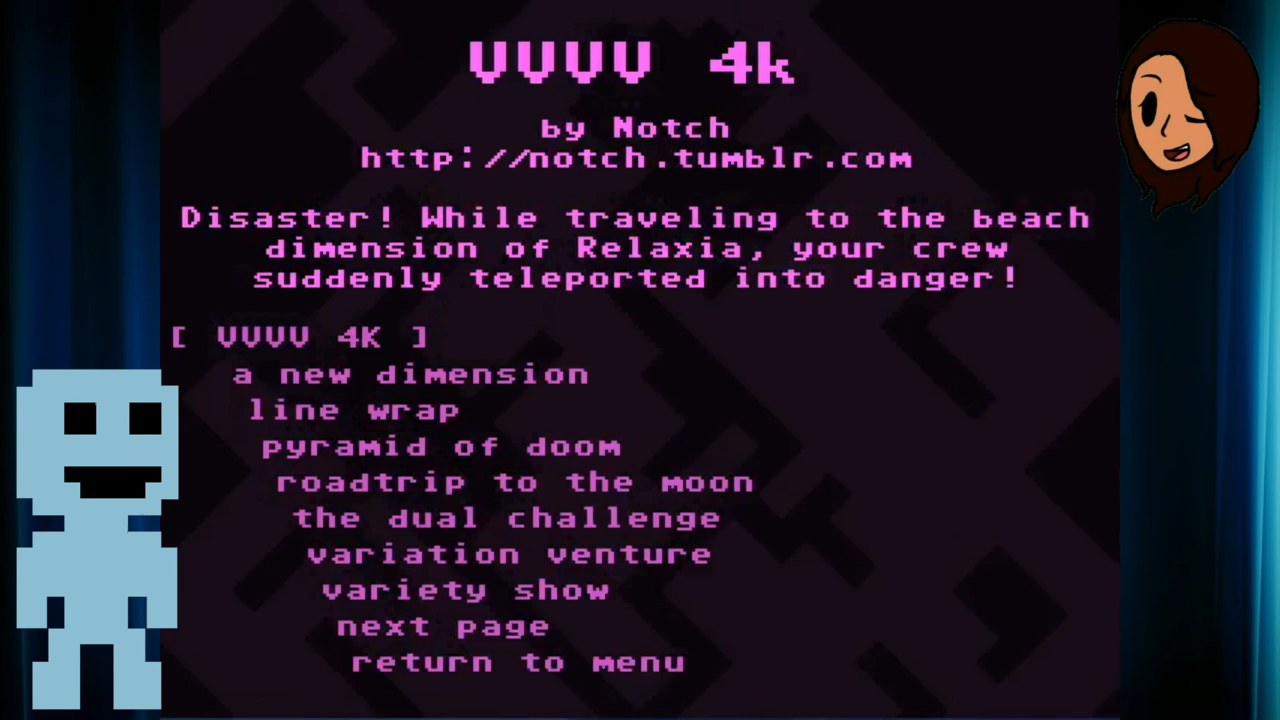 VVVV 4k
by Notch
http://notch.tumblr.com
Disaster! While traveling to the beach
dimension of Relaxia, your crew
suddenly teleported into danger!
[ VVVV 4K ]
a new dimension
line wrap
pyramid of doom
roadtrip to the moon
the dual challenge
variation venture
variety show
next page
return to menu